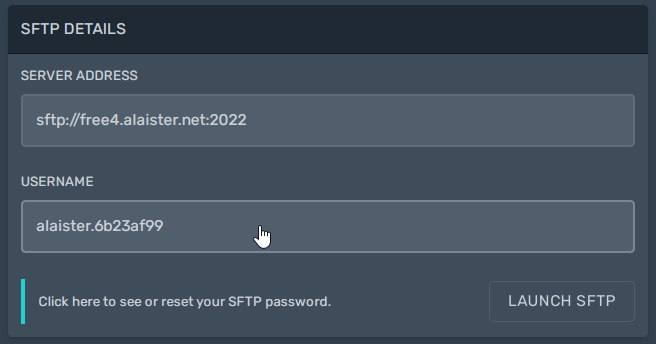 SFTP DETAILS
SERVER ADDRESS
sftp://free4.alaister.net:2022
USERNAME
alaister.6b23af99
Click here to see or reset your SFTP password.
LAUNCH SFTP